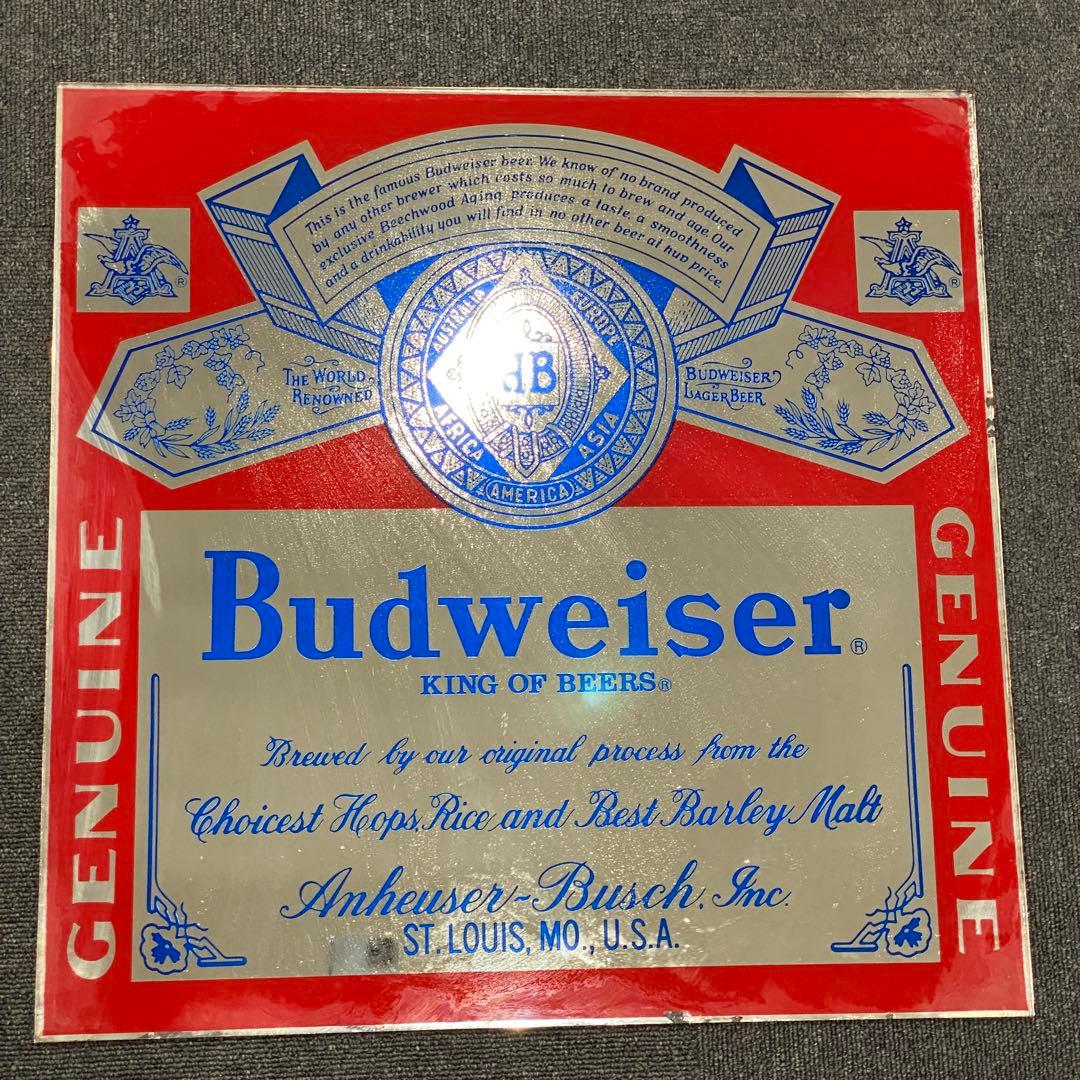 This is the famous Budweiser beer. We know of no brand produced
by any other brewer which costs so much to brew and age. Our
exclusive Beechwood Aging produces a taste a smoothness
and a drinkability you will find in no other beer at hup price
A
®
A
®
THE WORLD
RENOWNED
BUDWEISER
LAGER BEER
AUSTRALIA
EUROPE
AB
AFRICA
ASIA
AMERICA
GENUINE
GENUINE
Budweiser®
KING OF BEERS®
Brewed by our original process from the
Choicest Hops, Rice and Best Barley Malt
Anheuser-Busch, Inc.
ST. LOUIS, MO., U.S.A.